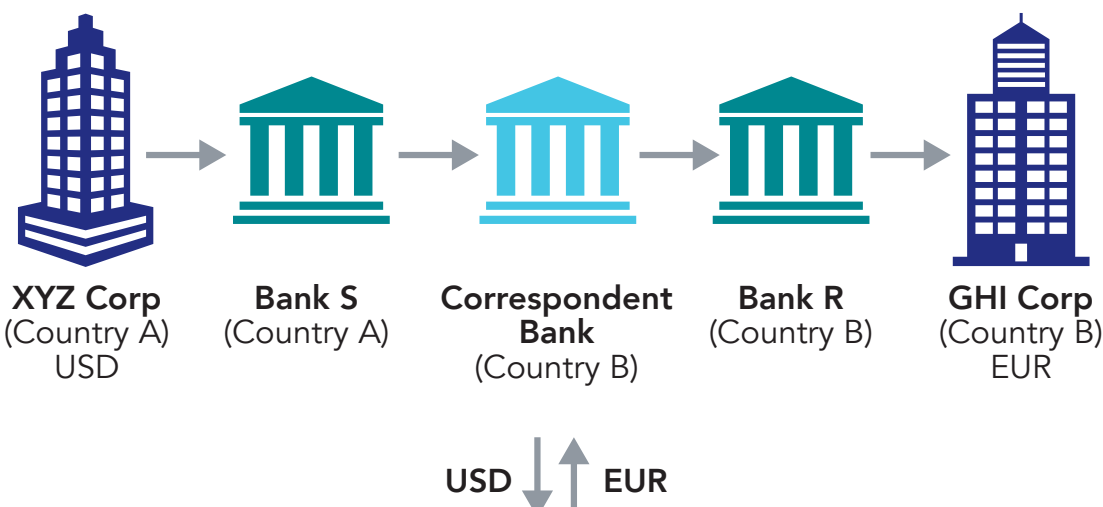 XYZ Corp
(Country A)
USD
Bank S
(Country A)
Correspondent
Bank
(Country B)
Bank R
(Country B)
GHI Corp
(Country B)
EUR
USD
EUR